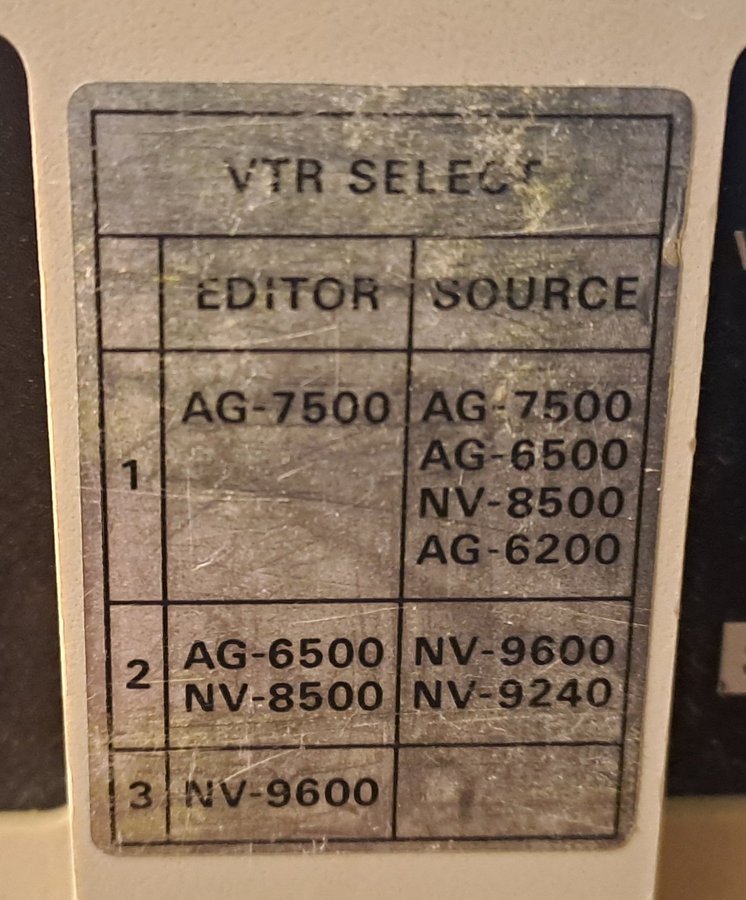 VTR SELECT
EDITOR SOURCE
1 AG-7500 AG-7500
AG-6500
NV-8500
AG-6200
2 AG-6500 NV-9600
NV-8500 NV-9240
3 NV-9600